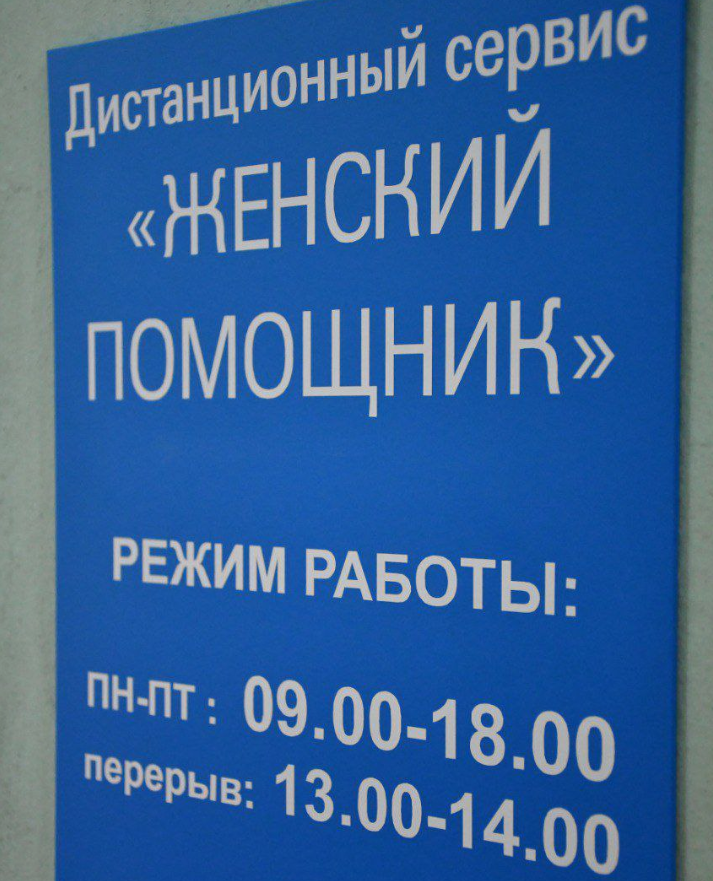 Дистанционный сервис
«ЖЕНСКИЙ
ПОМОЩНИК»
РЕЖИМ РАБОТЫ:
ПН-ПТ : 09.00-18.00
перерыв: 13.00-14.00